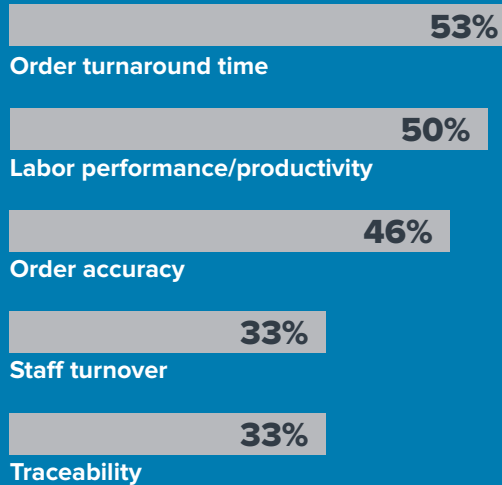 53%
Order turnaround time
50%
Labor performance/productivity
46%
Order accuracy
33%
Staff turnover
33%
Traceability